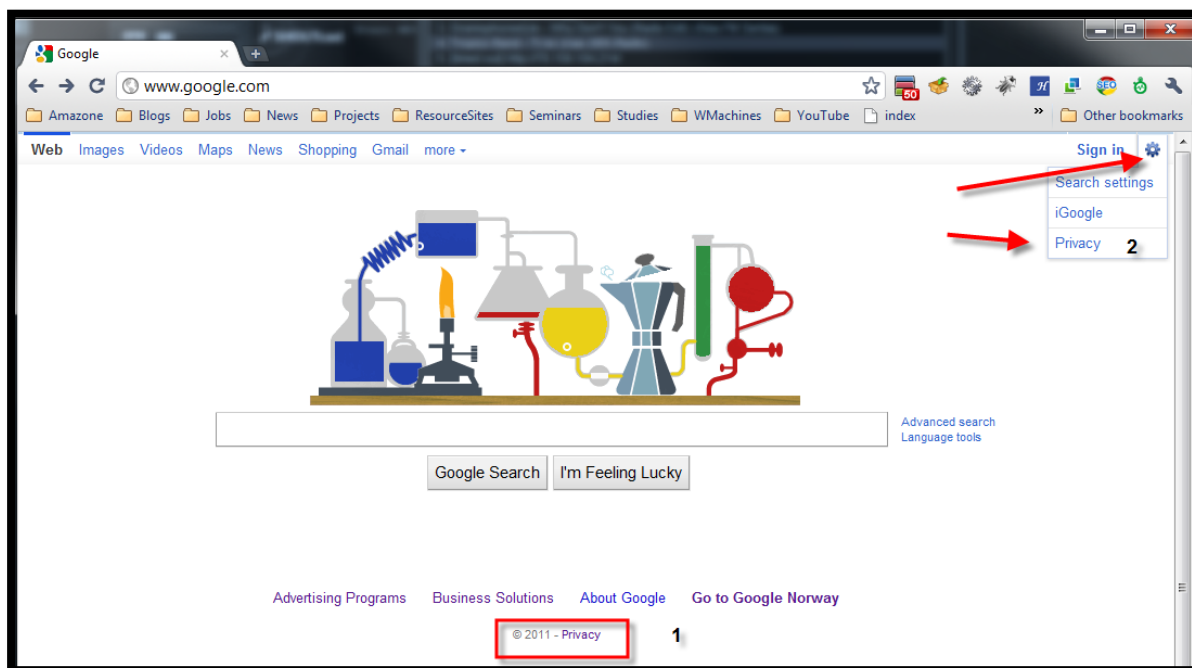 Google
www.google.com
50
SEO
Amazone Blogs Jobs News Projects ResourceSites Seminars Studies WMachines YouTube index » Other bookmarks
Web Images Videos Maps News Shopping Gmail more Sign in
Search settings
iGoogle
Privacy 2
Advanced search
Language tools
Google Search I'm Feeling Lucky
Advertising Programs Business Solutions About Google Go to Google Norway
© 2011 - Privacy 1